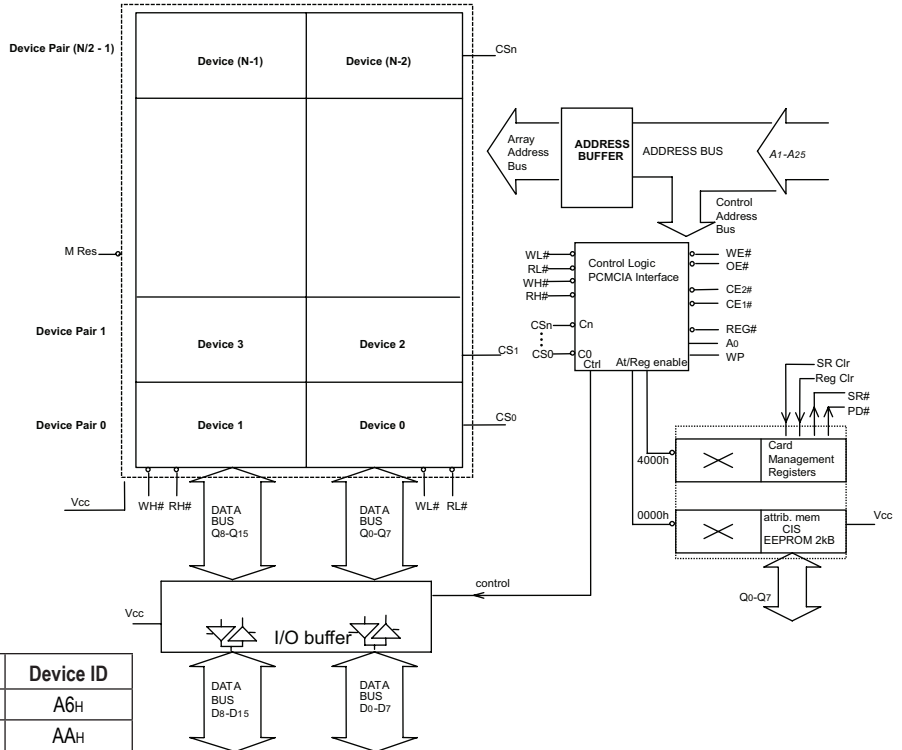 Device Pair (N/2 - 1)
Device (N-1)
Device (N-2)
CSn
Array
Address
Bus
ADDRESS
BUFFER
ADDRESS BUS
A1-A25
Control
Address
Bus
M Res
WL#
RL#
WH#
RH#
Control Logic
PCMCIA Interface
WE#
OE#
CE2#
CE1#
REG#
A0
WP
CSn
Cn
CS0
C0
Ctrl
At/Reg enable
Device Pair 1
Device 3
Device 2
CS1
Device Pair 0
Device 1
Device 0
CS0
SR Clr
Reg Clr
SR#
PD#
4000h
Card
Management
Registers
0000h
attrib. mem
CIS
EEPROM 2kB
Vcc
Q0-Q7
Vcc
WH#
RH#
WL#
RL#
DATA
BUS
Q8-Q15
DATA
BUS
Q0-Q7
control
Vcc
I/O buffer
DATA
BUS
D8-D15
DATA
BUS
D0-D7
Device ID
A6H
AAH